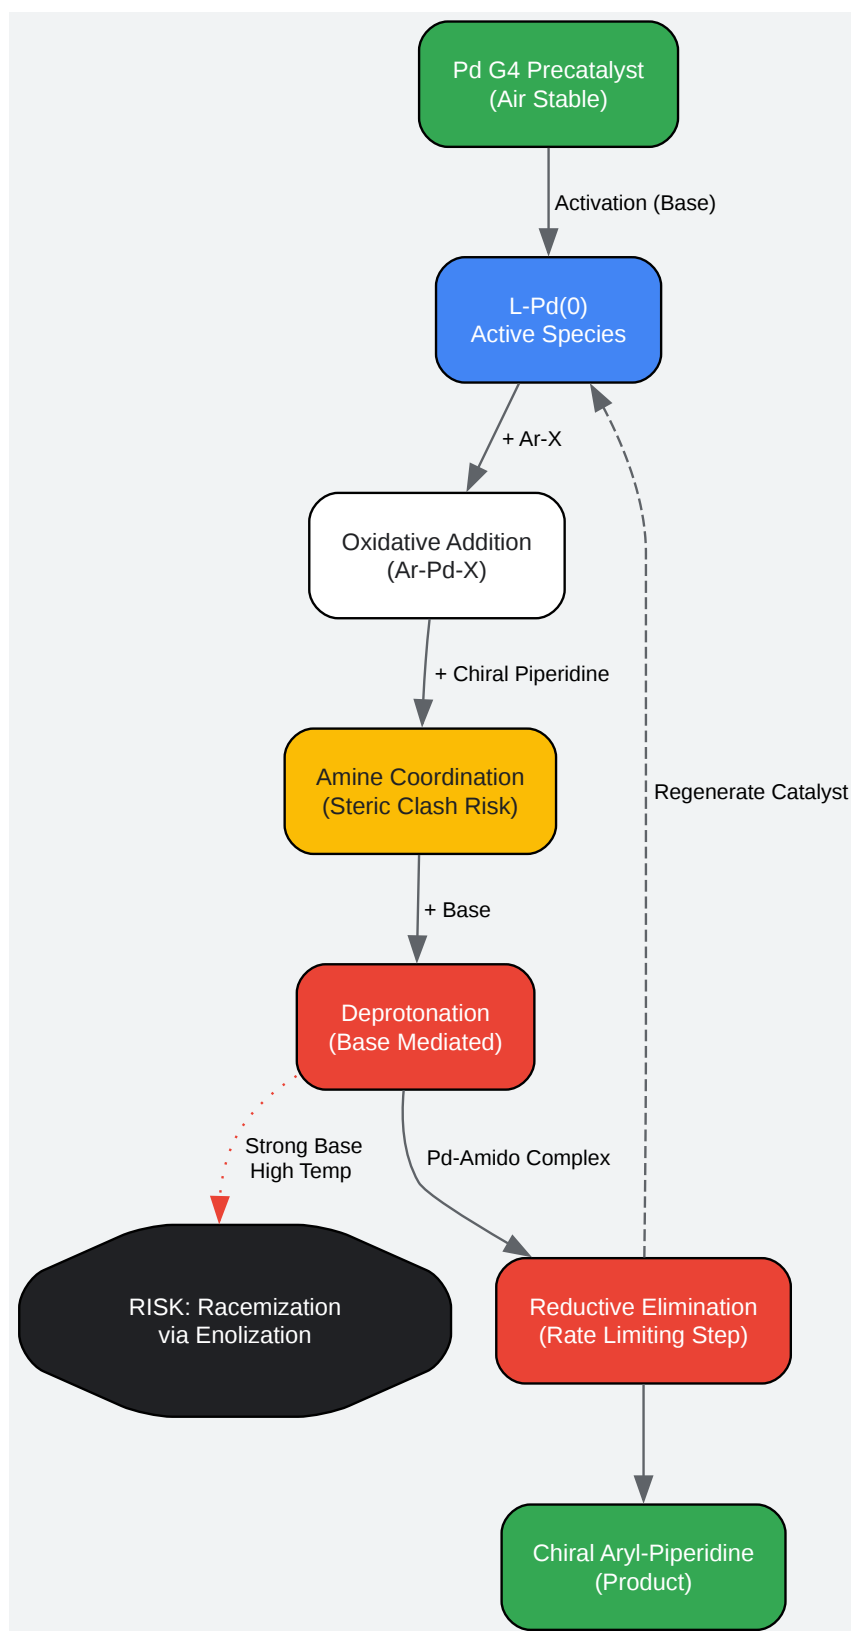 Pd G4 Precatalyst
(Air Stable)
Activation (Base)
L-Pd(0)
Active Species
+ Ar-X
Oxidative Addition
(Ar-Pd-X)
+ Chiral Piperidine
Amine Coordination
(Steric Clash Risk)
Regenerate Catalyst
+ Base
Deprotonation
(Base Mediated)
Strong Base
High Temp
Pd-Amido Complex
RISK: Racemization
via Enolization
Reductive Elimination
(Rate Limiting Step)
Chiral Aryl-Piperidine
(Product)